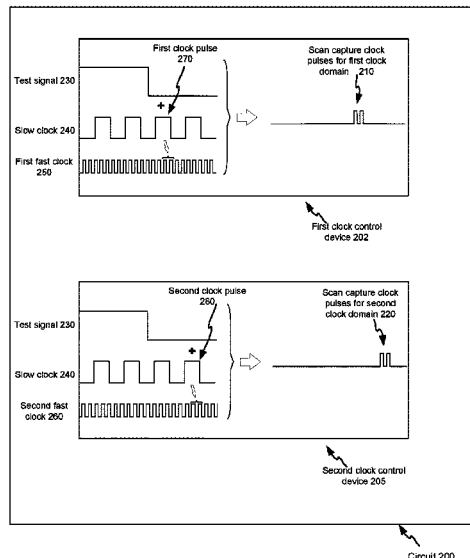 First clock pulse
270
Scan capture clock
pulses for first clock
domain 210
Test signal 230
+
Slow clock 240
First fast clock
250
First clock control
device 202
Second clock pulse
280
Scan capture clock
pulses for second
clock domain 220
Test signal 230
+
Slow clock 240
Second fast
clock 260
Second clock control
device 205
Circuit 200